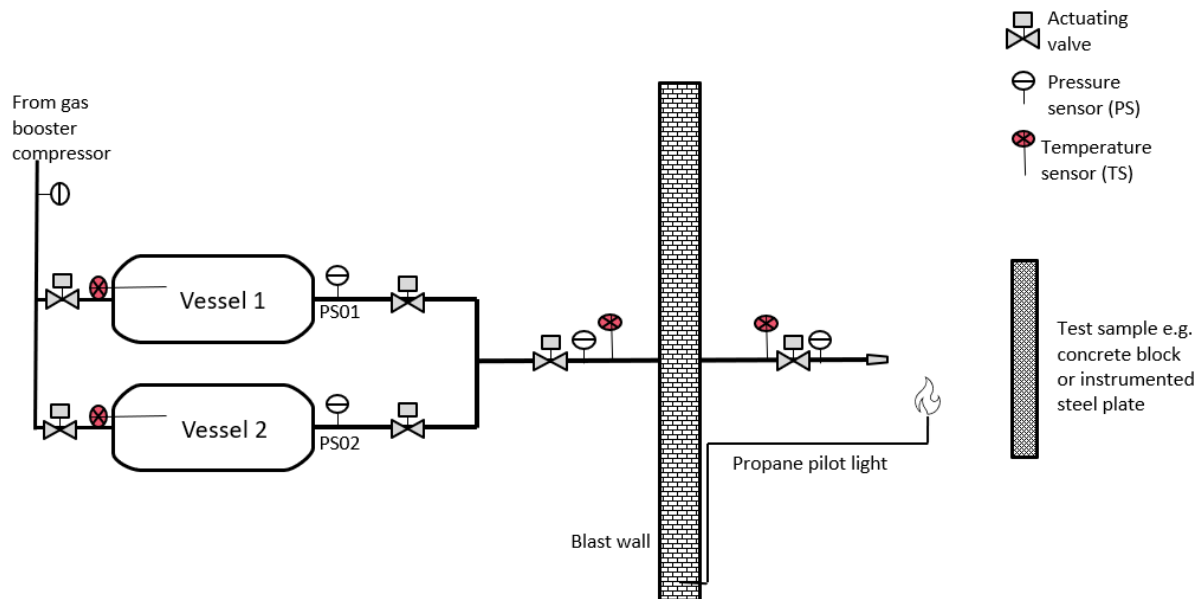 Actuating
valve
Pressure
sensor (PS)
Temperature
sensor (TS)
From gas
booster
compressor
Vessel 1
PS01
Vessel 2
PS02
Test sample e.g.
concrete block
or instrumented
steel plate
Propane pilot light
Blast wall